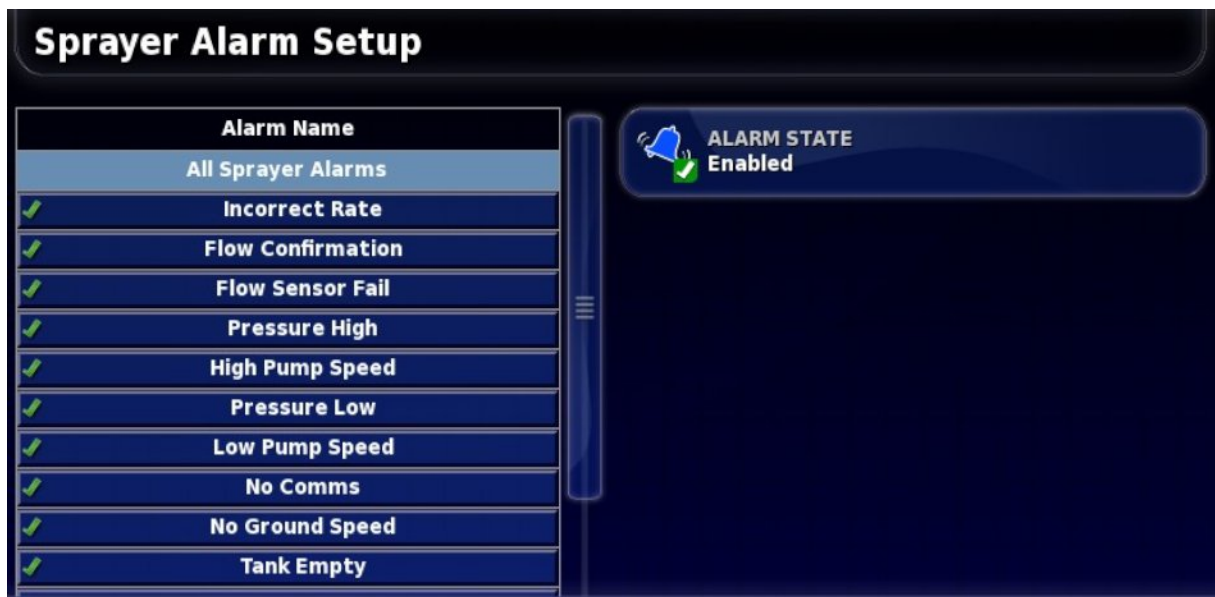 Sprayer Alarm Setup
Alarm Name
All Sprayer Alarms
Incorrect Rate
Flow Confirmation
Flow Sensor Fail
Pressure High
High Pump Speed
Pressure Low
Low Pump Speed
No Comms
No Ground Speed
Tank Empty
ALARM STATE
Enabled